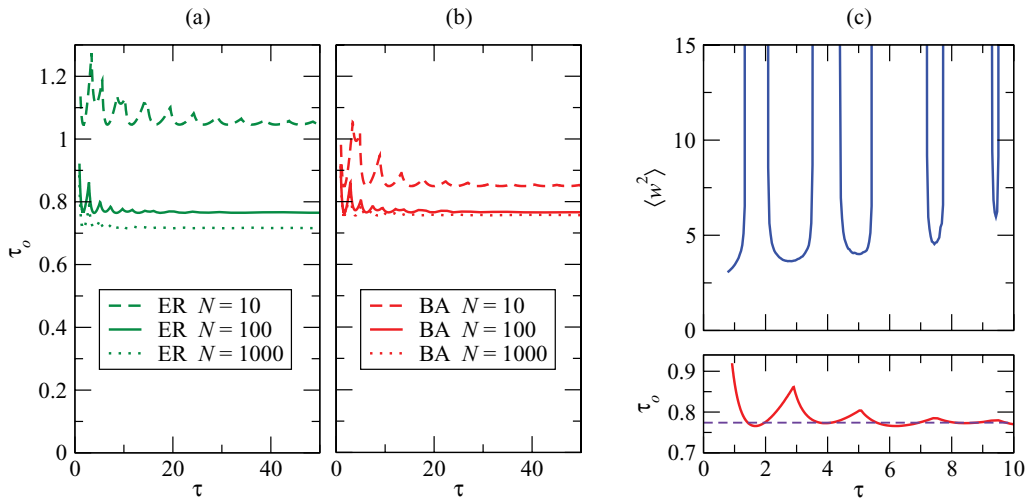 (a)
(b)
(c)
τₒ
1.2
1
0.8
0.6
0.4
0.2
0
ER N = 10
ER N = 100
ER N = 1000
0
20
40
τ
BA N = 10
BA N = 100
BA N = 1000
0
20
40
τ
⟨w²⟩
15
10
5
0
τₒ
0.9
0.8
0.7
0
2
4
6
8
10
τ